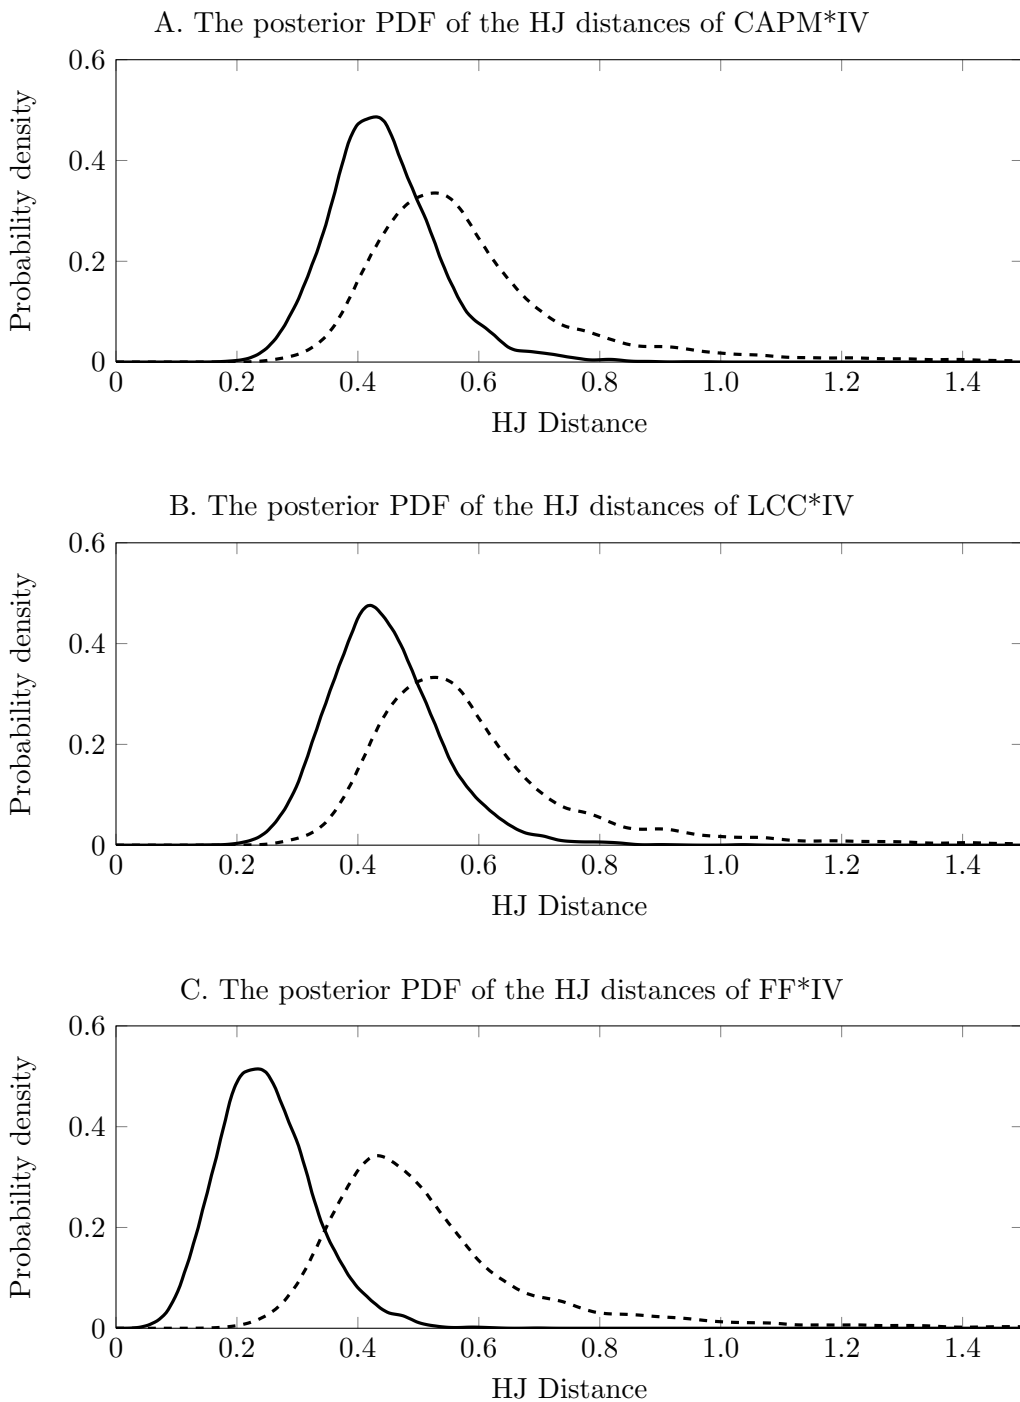 A. The posterior PDF of the HJ distances of CAPM*IV
0.6
0.4
0.2
0
Probability density
0 0.2 0.4 0.6 0.8 1.0 1.2 1.4
HJ Distance
B. The posterior PDF of the HJ distances of LCC*IV
0.6
0.4
0.2
0
Probability density
0 0.2 0.4 0.6 0.8 1.0 1.2 1.4
HJ Distance
C. The posterior PDF of the HJ distances of FF*IV
0.6
0.4
0.2
0
Probability density
0 0.2 0.4 0.6 0.8 1.0 1.2 1.4
HJ Distance